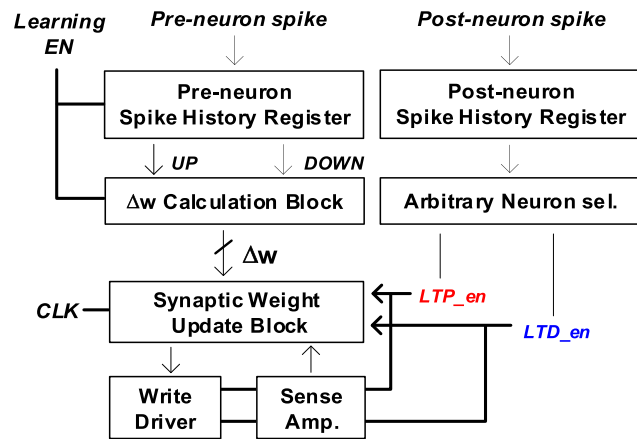 Learning
EN
Pre-neuron spike
Post-neuron spike
Pre-neuron
Spike History Register
Post-neuron
Spike History Register
UP
DOWN
Δw Calculation Block
Arbitrary Neuron sel.
Δw
CLK
Synaptic Weight
Update Block
LTP_en
LTD_en
Write
Driver
Sense
Amp.